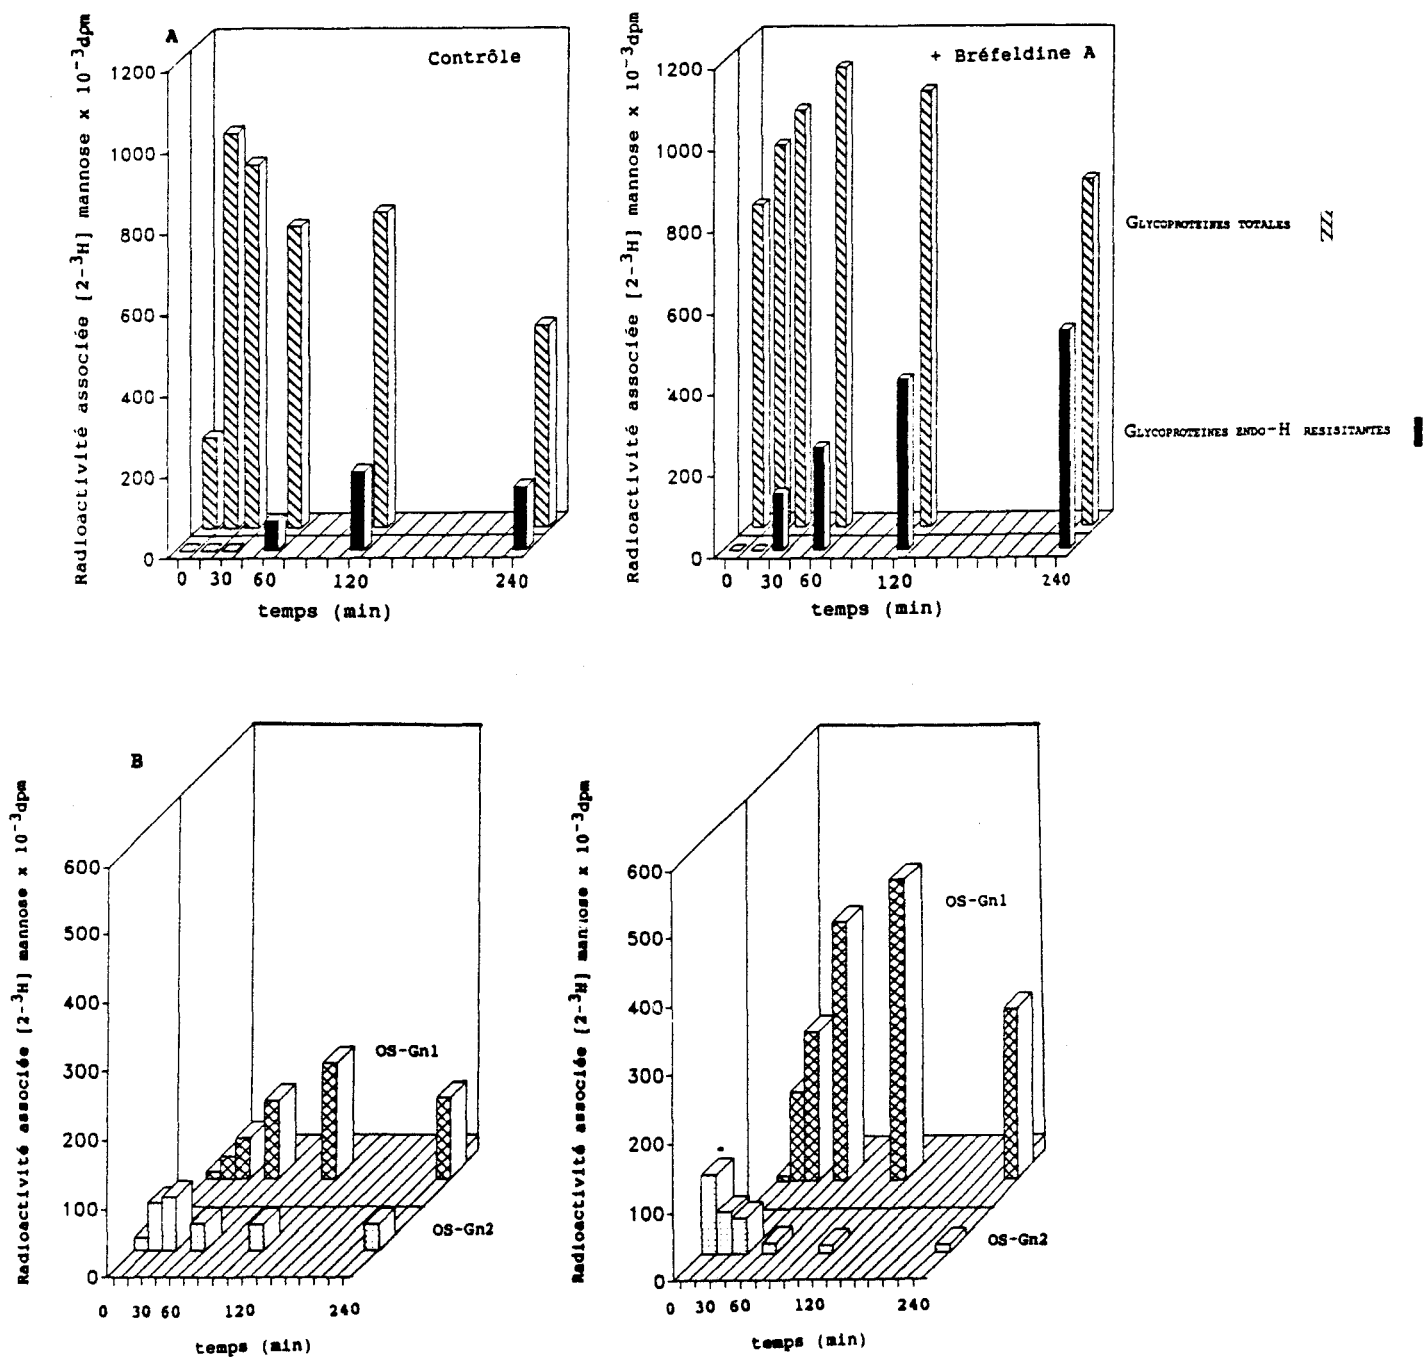 A
Contrôle
Radioactivité associée [2-³H] mannose x 10⁻³dpm
1200
1000
800
600
400
200
0
0 30 60 120 240
temps (min)
+ Bréfeldine A
Radioactivité associée [2-³H] mannose x 10⁻³dpm
1200
1000
800
600
400
200
0
0 30 60 120 240
temps (min)
GLYCOPROTEINES TOTALES
GLYCOPROTEINES ENDO-H RESISITANTES
B
Radioactivité associée [2-³H] mannose x 10⁻³dpm
600
500
400
300
200
100
0
OS-Gn1
OS-Gn2
0 30 60 120 240
temps (min)
Radioactivité associée [2-³H] mannose x 10⁻³dpm
600
500
400
300
200
100
0
OS-Gn1
OS-Gn2
0 30 60 120 240
temps (min)